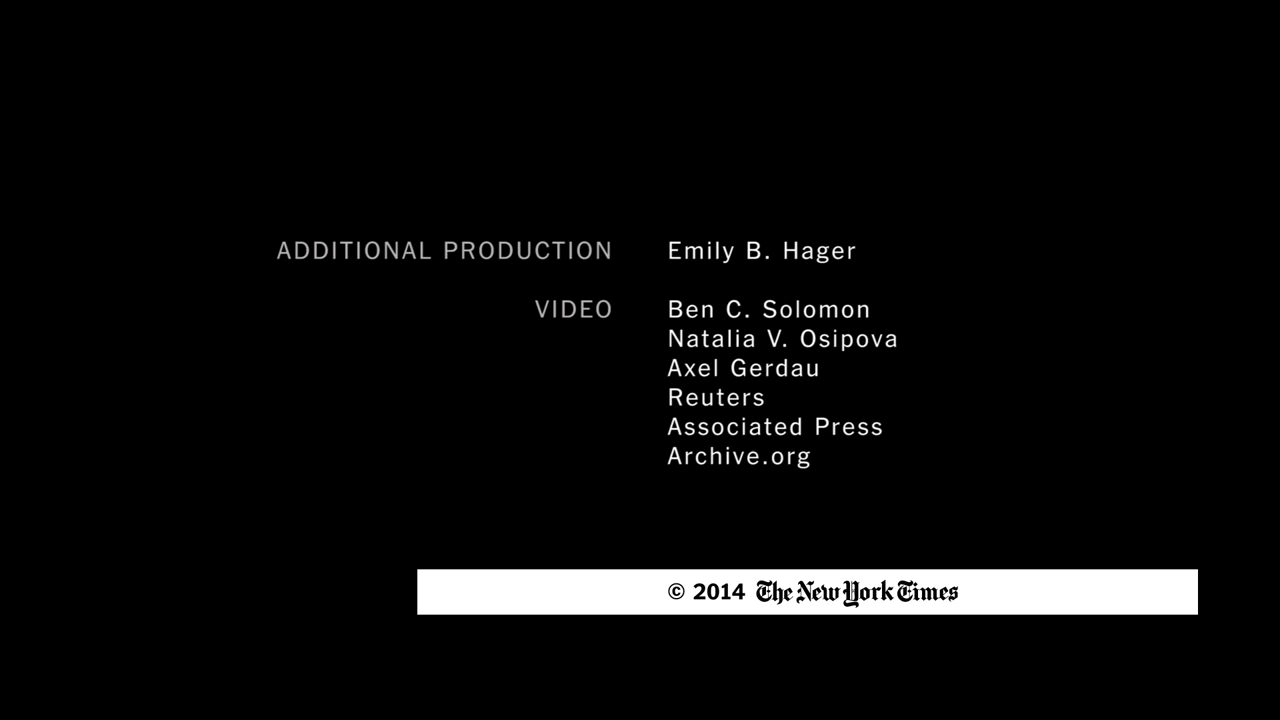 ADDITIONAL PRODUCTION Emily B. Hager
VIDEO Ben C. Solomon
Natalia V. Osipova
Axel Gerdau
Reuters
Associated Press
Archive.org
© 2014 The New York Times